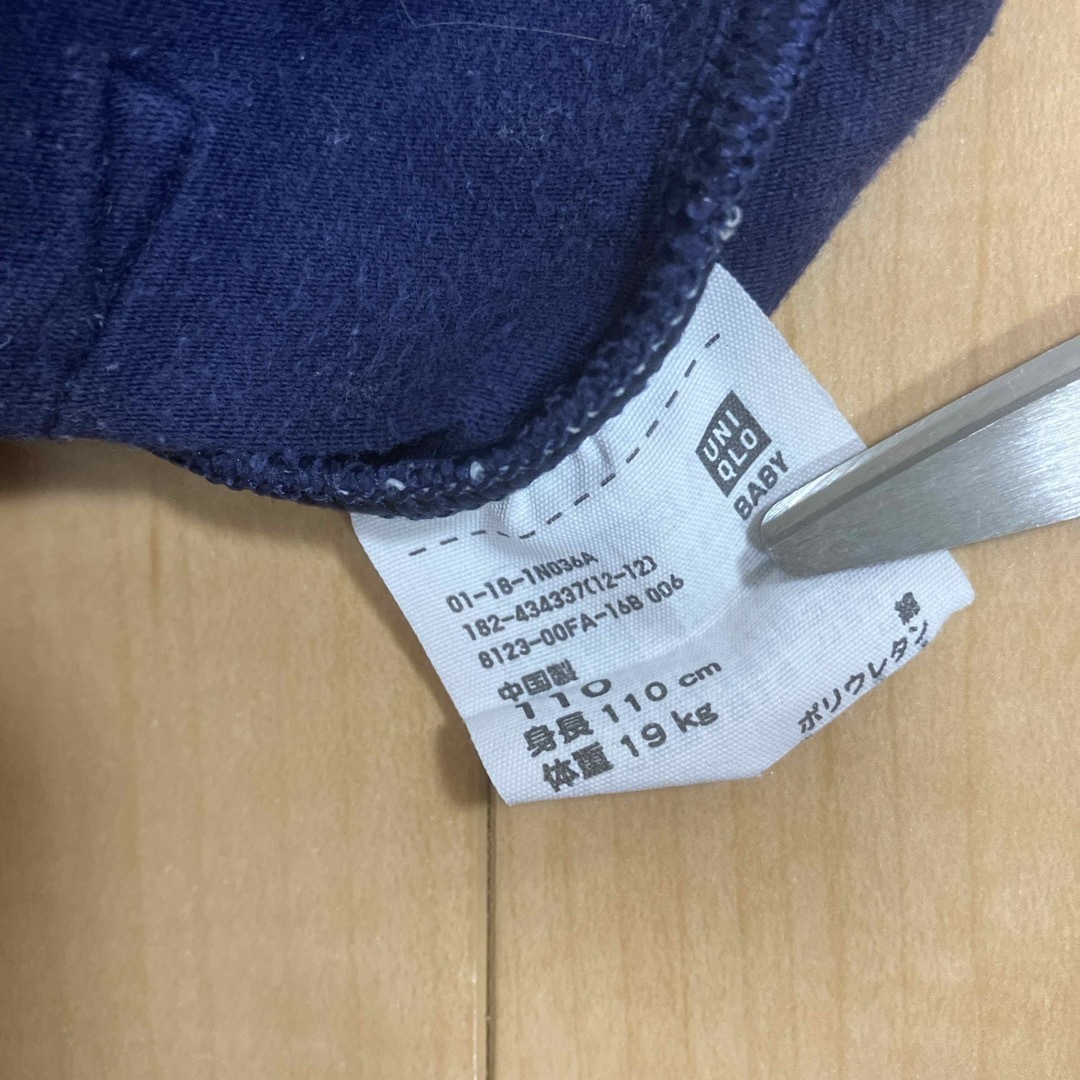 UNI
QLO
BABY
01-18-1N036A
182-434337(12-12)
8123-00FA-16B 006
中国製
110
身長 110 cm
体重 19 kg
綿
ポリウレタン